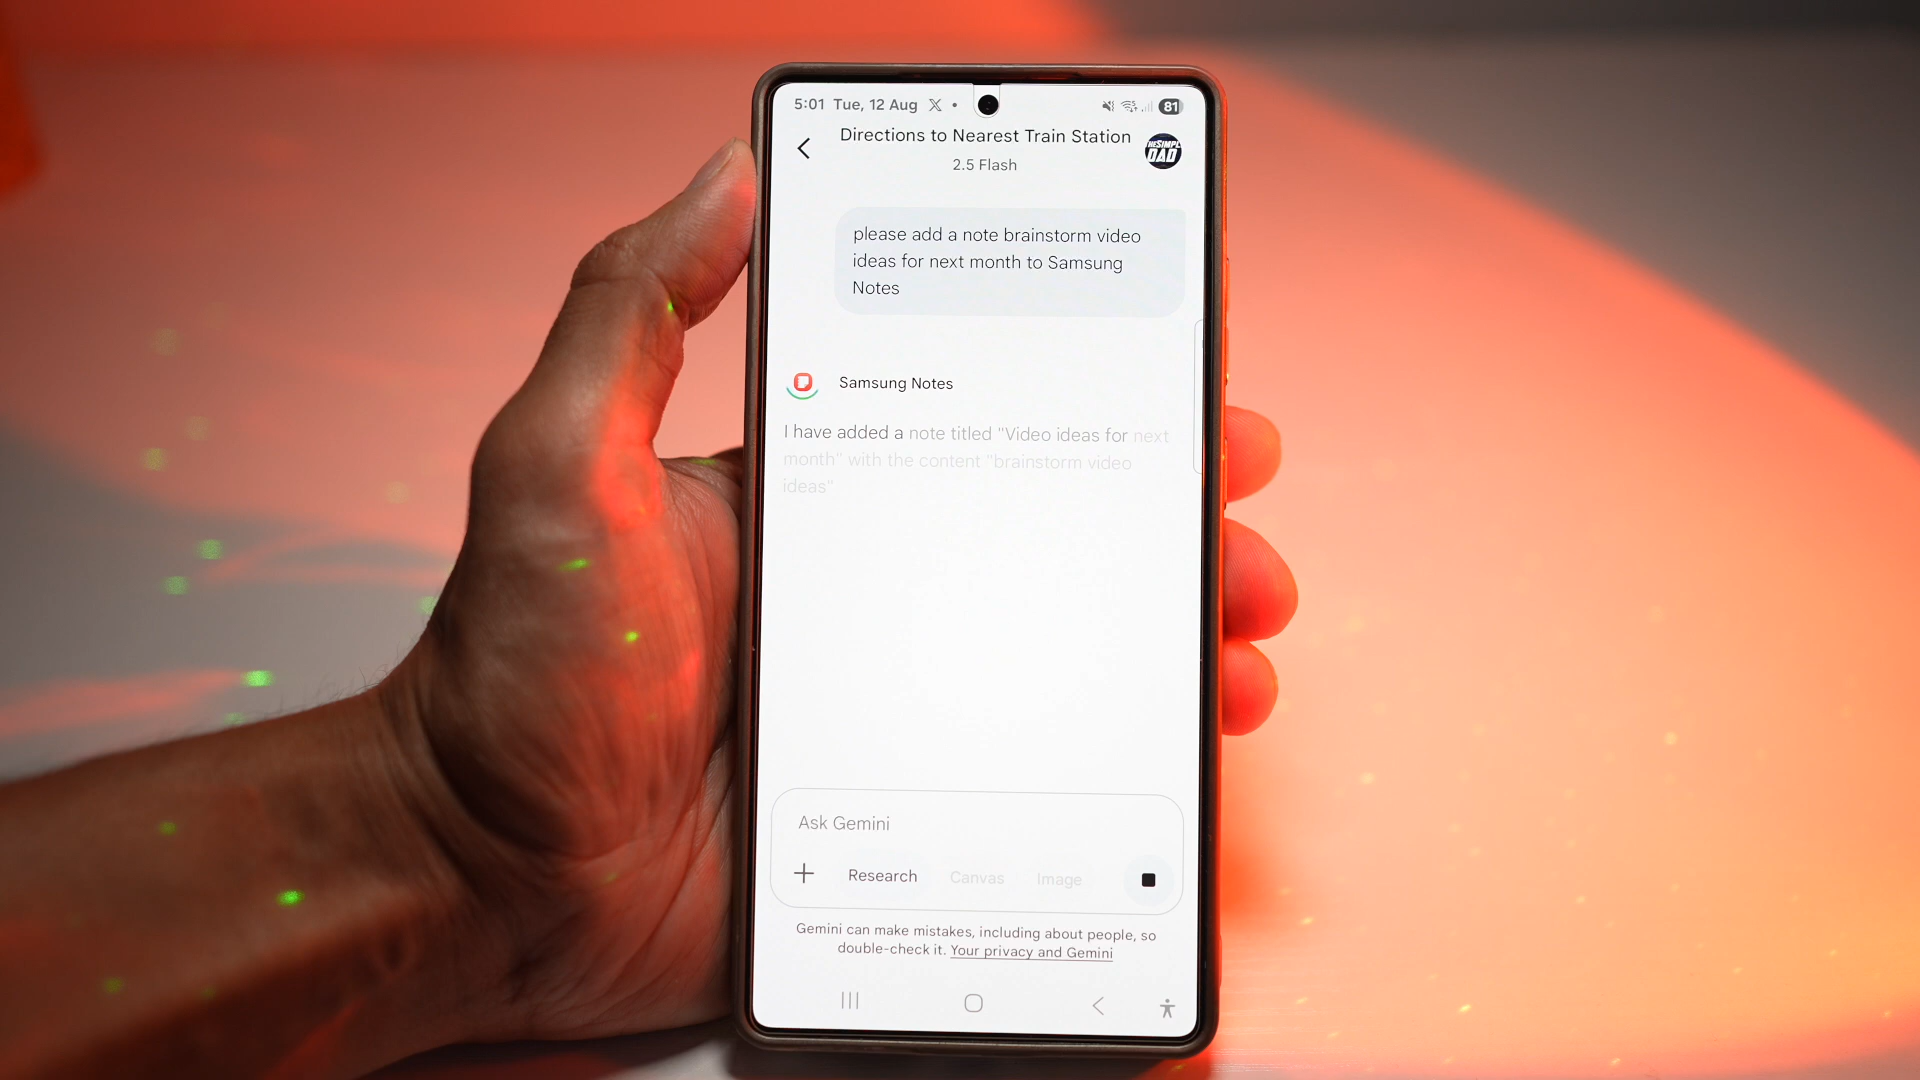 5:01 Tue, 12 Aug
81
Directions to Nearest Train Station
2.5 Flash
DAD
please add a note brainstorm video
ideas for next month to Samsung
Notes
Samsung Notes
I have added a note titled "Video ideas for next
month" with the content "brainstorm video
ideas"
Ask Gemini
Research Canvas Image
Gemini can make mistakes, including about people, so
double-check it. Your privacy and Gemini